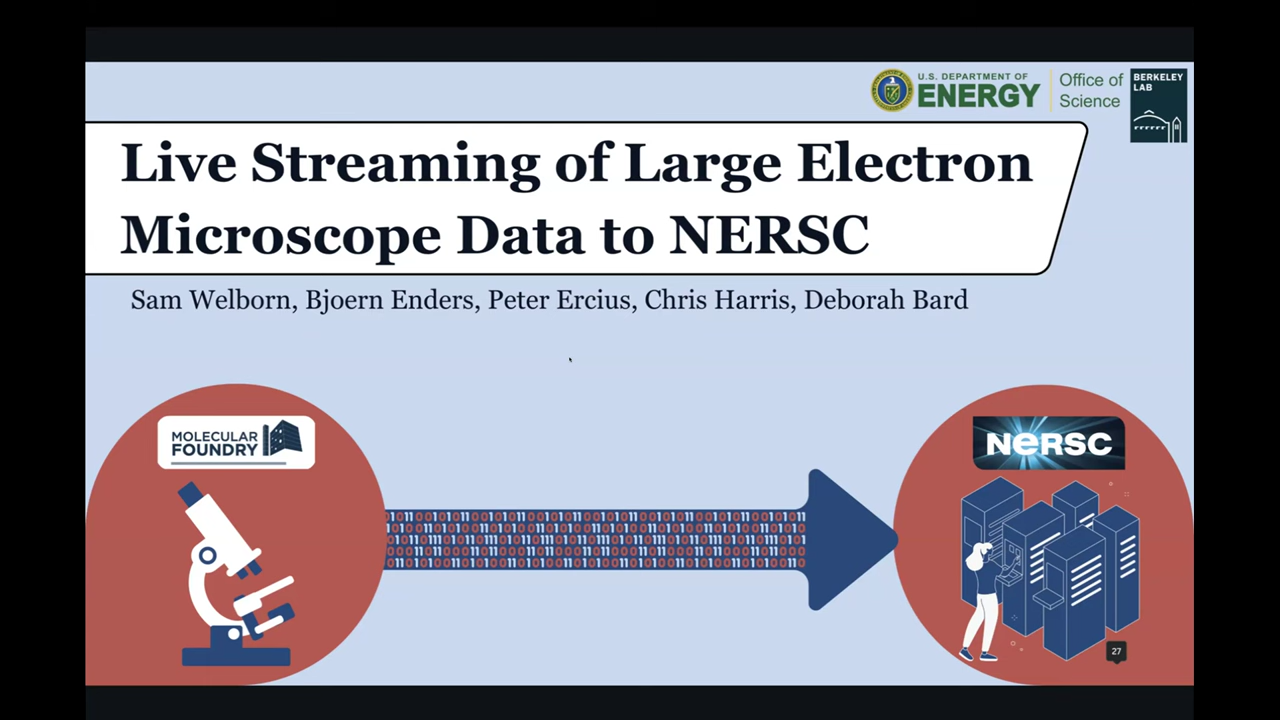 U.S. DEPARTMENT OF
ENERGY
Office of
Science
BERKELEY
LAB
Live Streaming of Large Electron
Microscope Data to NERSC
Sam Welborn, Bjoern Enders, Peter Ercius, Chris Harris, Deborah Bard
MOLECULAR
FOUNDRY
NERSC
27